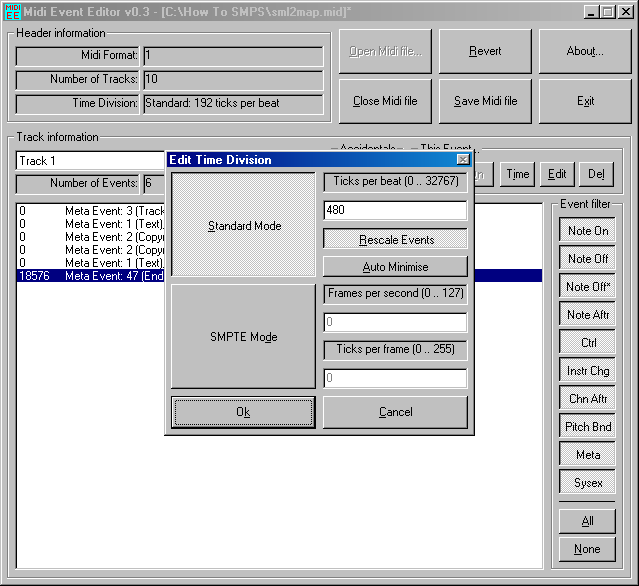 MIDI EE Midi Event Editor v0.3 - [C:\How To SMPS\sml2map.mid]*
Header information
Midi Format: 1
Number of Tracks: 10
Time Division: Standard: 192 ticks per beat
Open Midi file...
Revert
About...
Close Midi file
Save Midi file
Exit
Track information
Track 1
Number of Events: 6
Accidentals
This Event...
Time
Edit
Del
0 Meta Event: 3 (Track
0 Meta Event: 1 (Text),
0 Meta Event: 2 (Copyr
0 Meta Event: 2 (Copyr
0 Meta Event: 1 (Text),
18576 Meta Event: 47 (End
Edit Time Division
Standard Mode
SMPTE Mode
Ticks per beat (0 .. 32767)
480
Rescale Events
Auto Minimise
Frames per second (0 .. 127)
0
Ticks per frame (0 .. 255)
0
Ok
Cancel
Event filter
Note On
Note Off
Note Off*
Note Aftr
Ctrl
Instr Chg
Chn Aftr
Pitch Bnd
Meta
Sysex
All
None